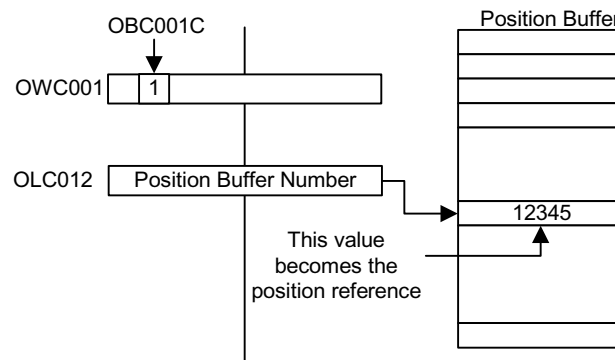 Position Buffer
OBC001C
OWC001
1
OLC012
Position Buffer Number
12345
This value
becomes the
position reference